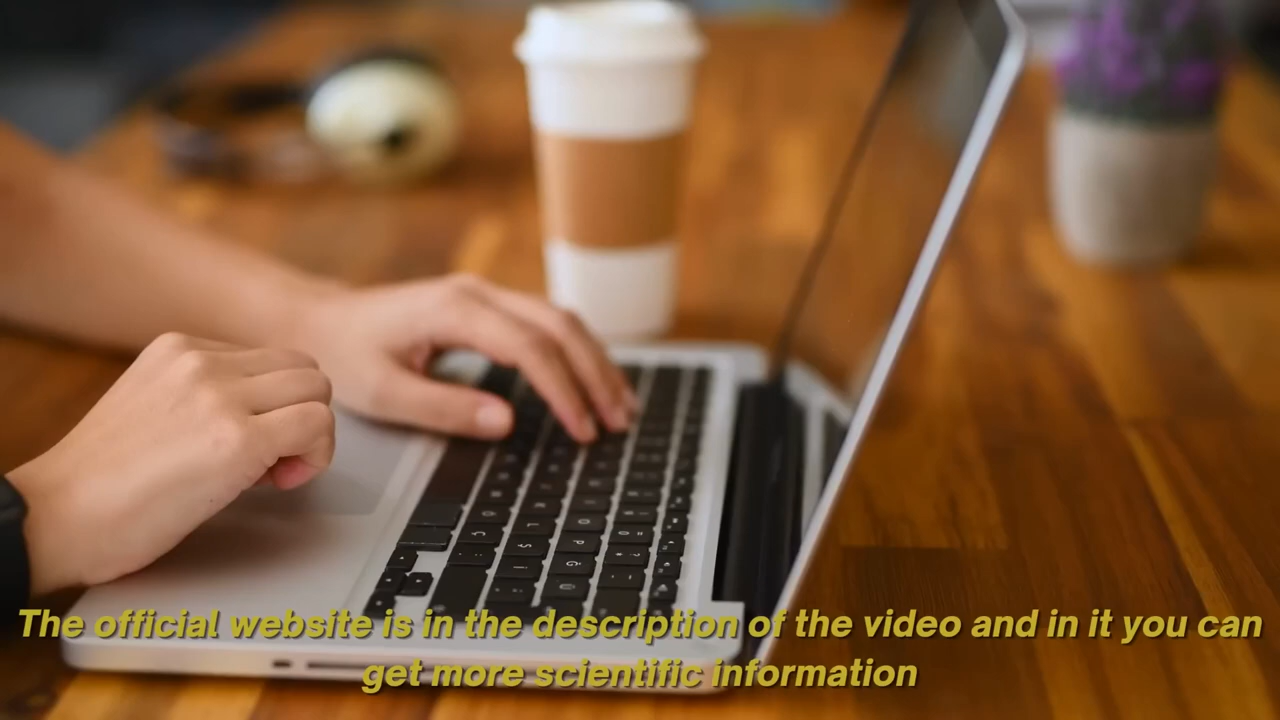 The official website is in the description of the video and in it you can
get more scientific information